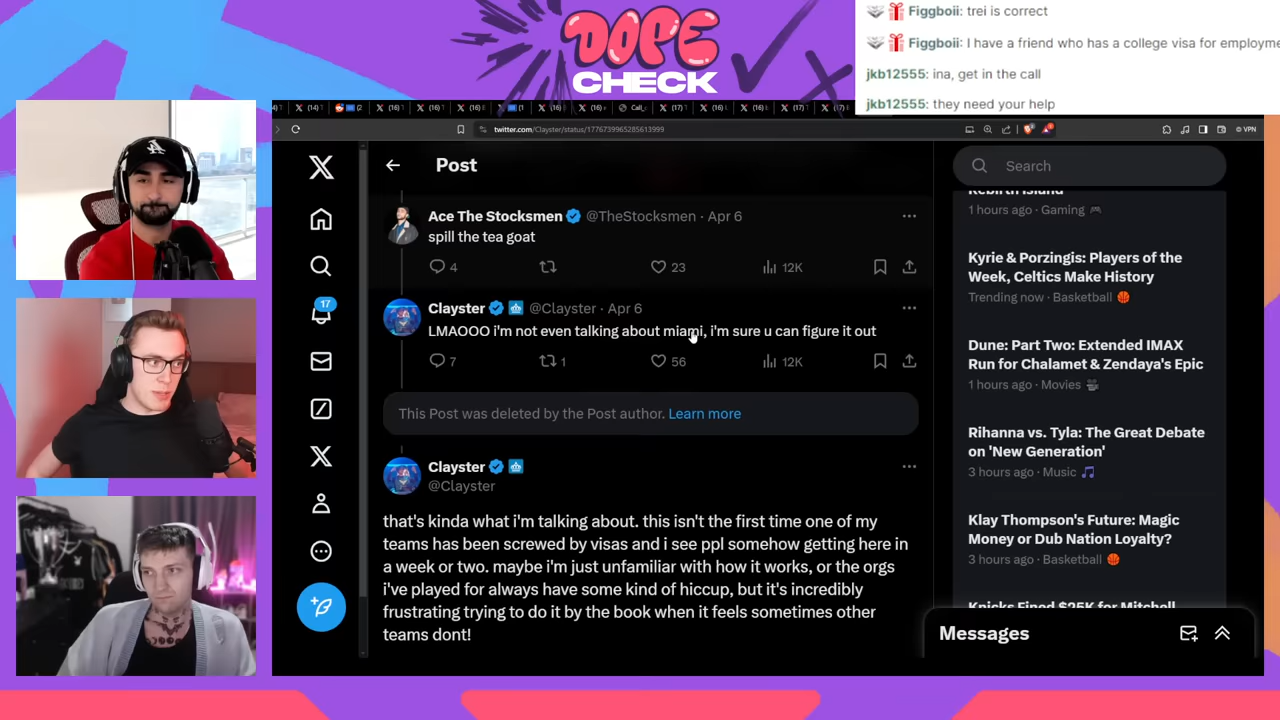 DOPE
CHECK
Figgboii: trei is correct
Figgboii: I have a friend who has a college visa for employme
jkb12555: ina, get in the call
jkb12555: they need your help
twitter.com/Clayster/status/1776739965285613999
VPN
Post
Search
Ace The Stocksmen @TheStocksmen · Apr 6
spill the tea goat
4 23 12K
Clayster @Clayster · Apr 6
LMAOOO i'm not even talking about miami, i'm sure u can figure it out
7 1 56 12K
This Post was deleted by the Post author. Learn more
Clayster
@Clayster
that's kinda what i'm talking about. this isn't the first time one of my
teams has been screwed by visas and i see ppl somehow getting here in
a week or two. maybe i'm just unfamiliar with how it works, or the orgs
i've played for always have some kind of hiccup, but it's incredibly
frustrating trying to do it by the book when it feels sometimes other
teams dont!
17
Rebirth Island
1 hours ago · Gaming
Kyrie & Porzingis: Players of the
Week, Celtics Make History
Trending now · Basketball
Dune: Part Two: Extended IMAX
Run for Chalamet & Zendaya's Epic
1 hours ago · Movies
Rihanna vs. Tyla: The Great Debate
on 'New Generation'
3 hours ago · Music
Klay Thompson's Future: Magic
Money or Dub Nation Loyalty?
3 hours ago · Basketball
Knicks Fined $25K for Mitchell
Messages